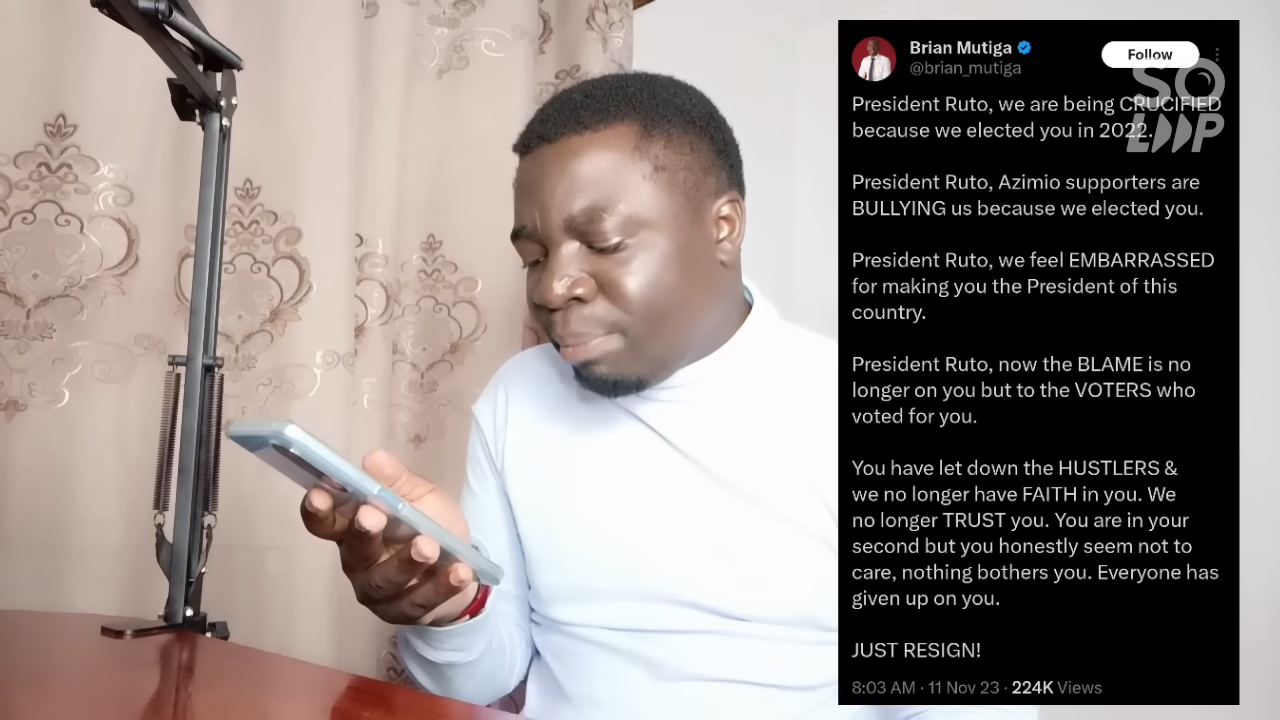 Brian Mutiga
@brian_mutiga
Follow
SO
LOOP
President Ruto, we are being CRUCIFIED
because we elected you in 2022.
President Ruto, Azimio supporters are
BULLYING us because we elected you.
President Ruto, we feel EMBARRASSED
for making you the President of this
country.
President Ruto, now the BLAME is no
longer on you but to the VOTERS who
voted for you.
You have let down the HUSTLERS &
we no longer have FAITH in you. We
no longer TRUST you. You are in your
second but you honestly seem not to
care, nothing bothers you. Everyone has
given up on you.
JUST RESIGN!
8:03 AM · 11 Nov 23 · 224K Views